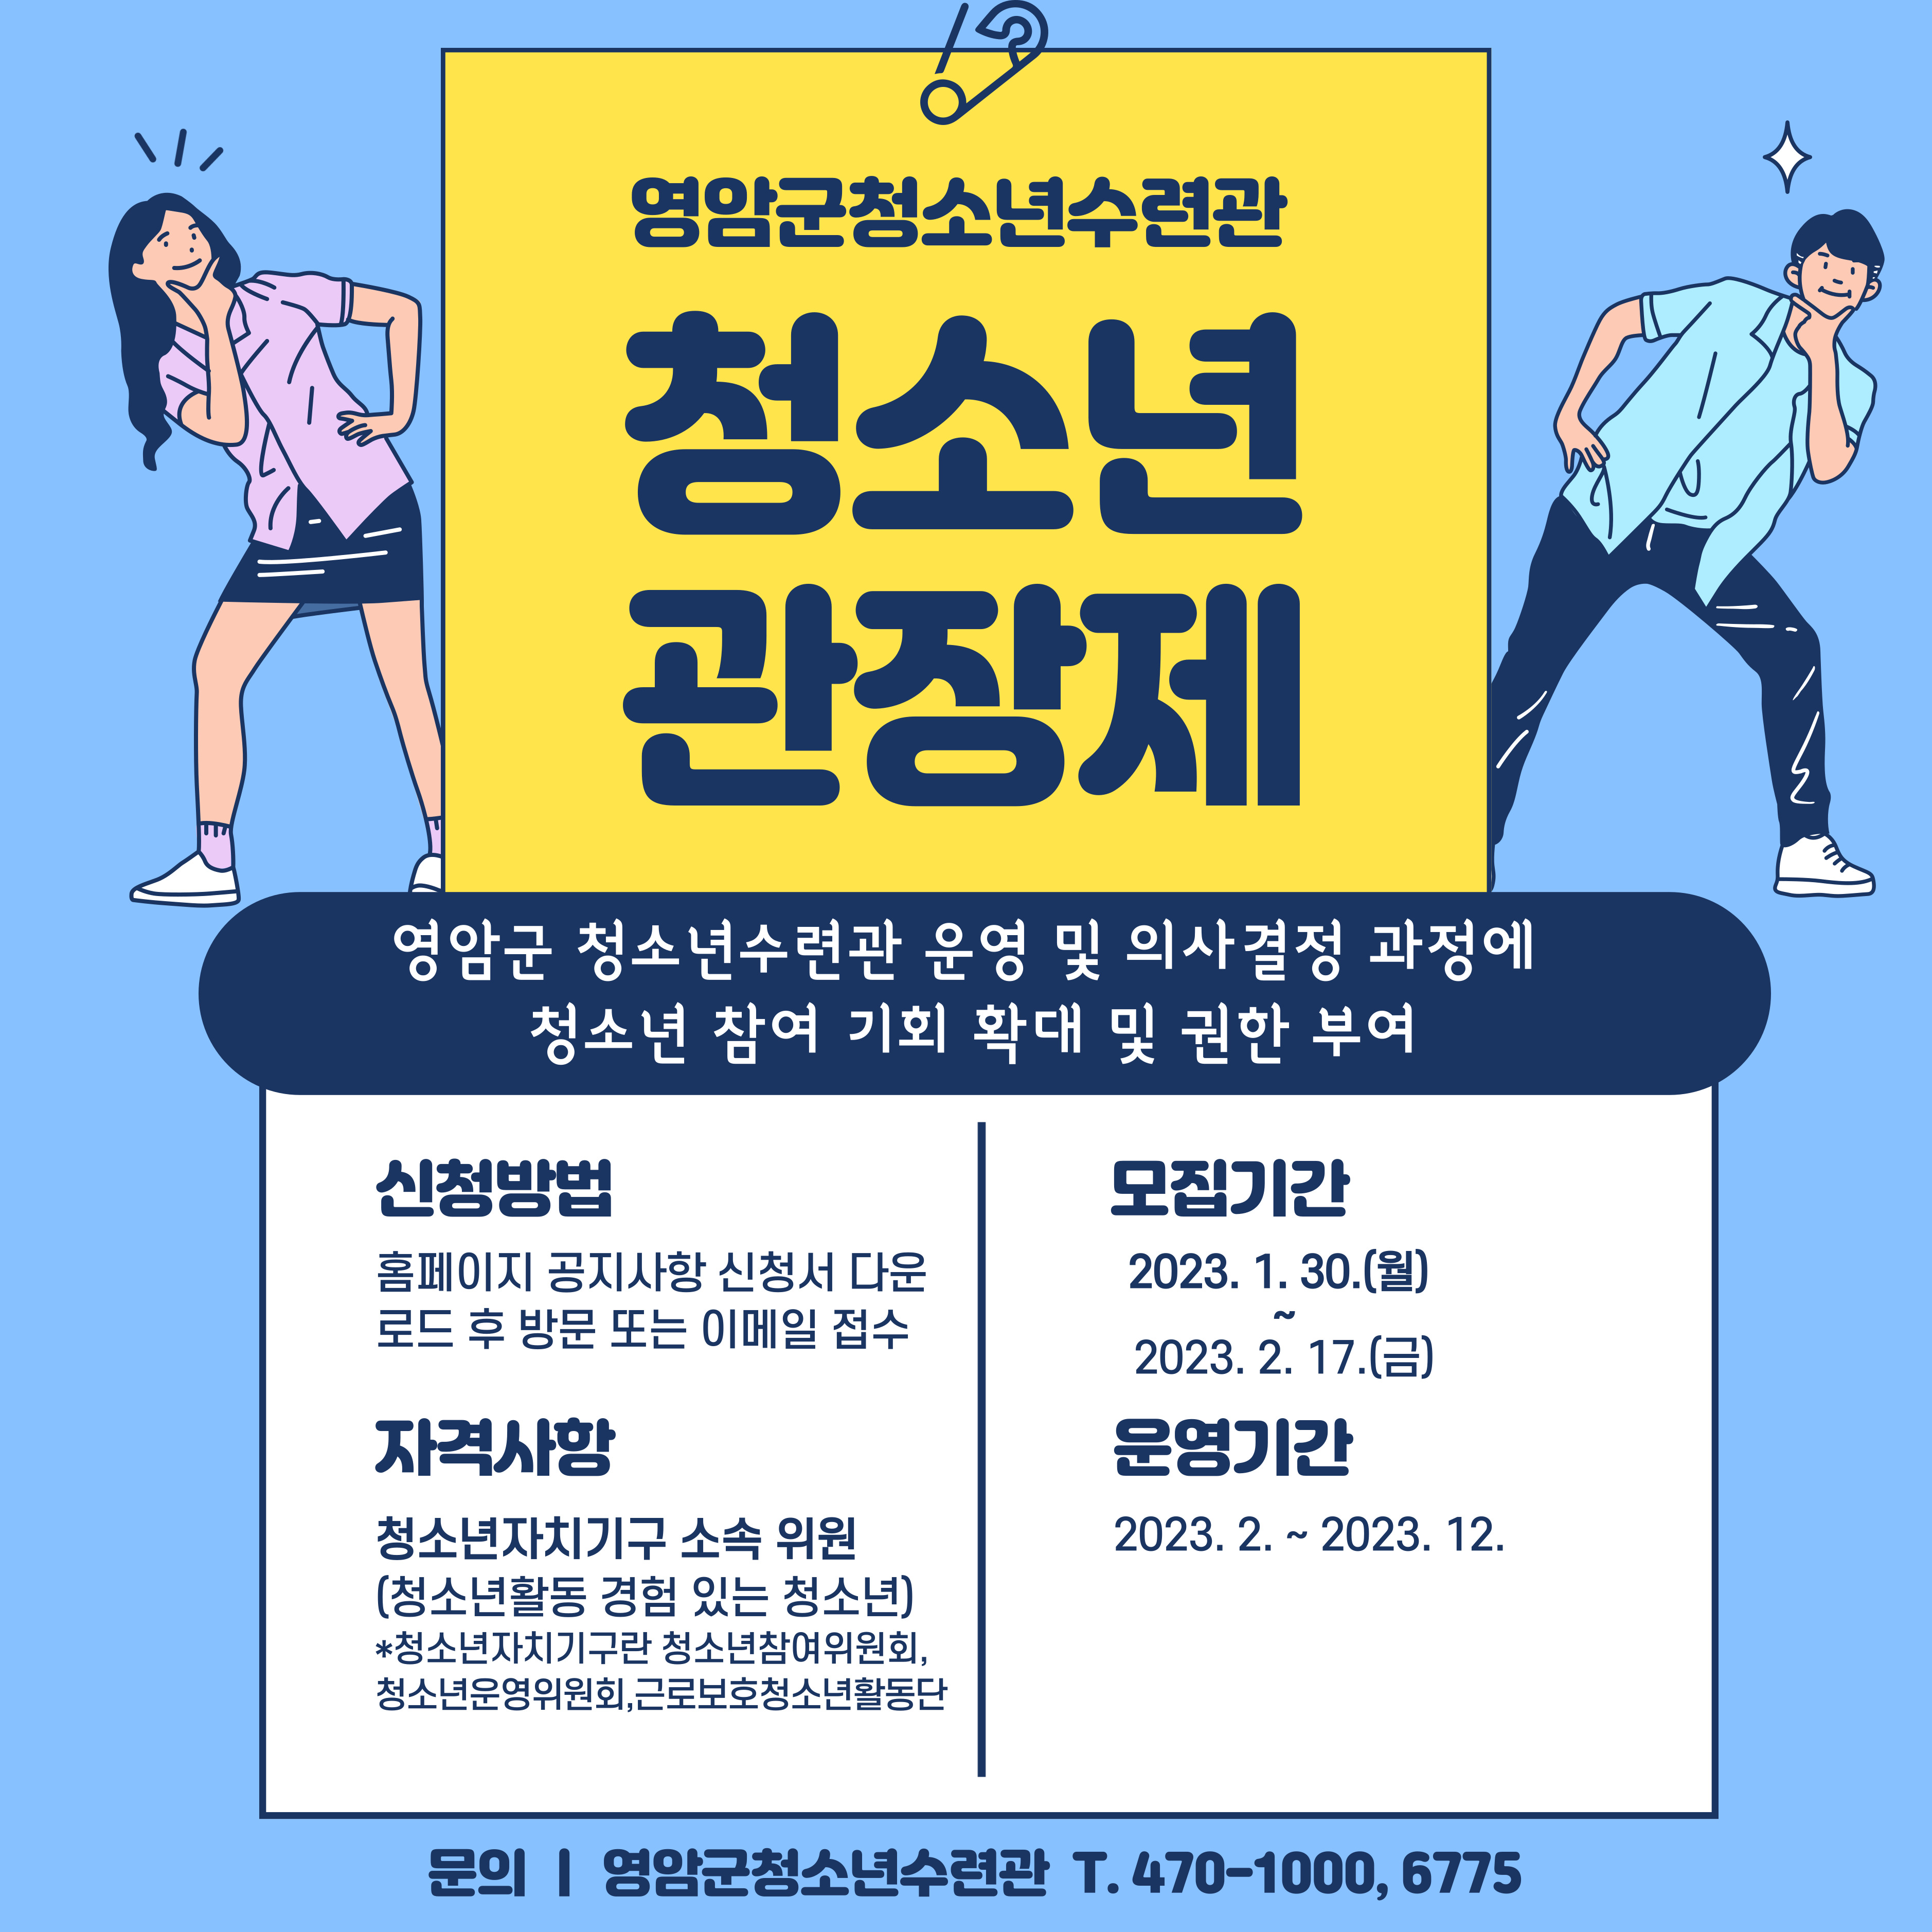 영암군청소년수련관
청소년
관장제
영암군 청소년수련관 운영 및 의사결정 과정에
청소년 참여 기회 확대 및 권한 부여
신청방법
홈페이지 공지사항 신청서 다운
로드 후 방문 또는 이메일 접수
자격사항
청소년자치기구 소속 위원
(청소년활동 경험 있는 청소년)
*청소년자치기구란 청소년참여위원회,
청소년운영위원회,근로보호청소년활동단
모집기간
2023. 1. 30.(월)
~
2023. 2. 17.(금)
운영기간
2023. 2. ~ 2023. 12.
문의 | 영암군청소년수련관 T. 470-1000, 6775